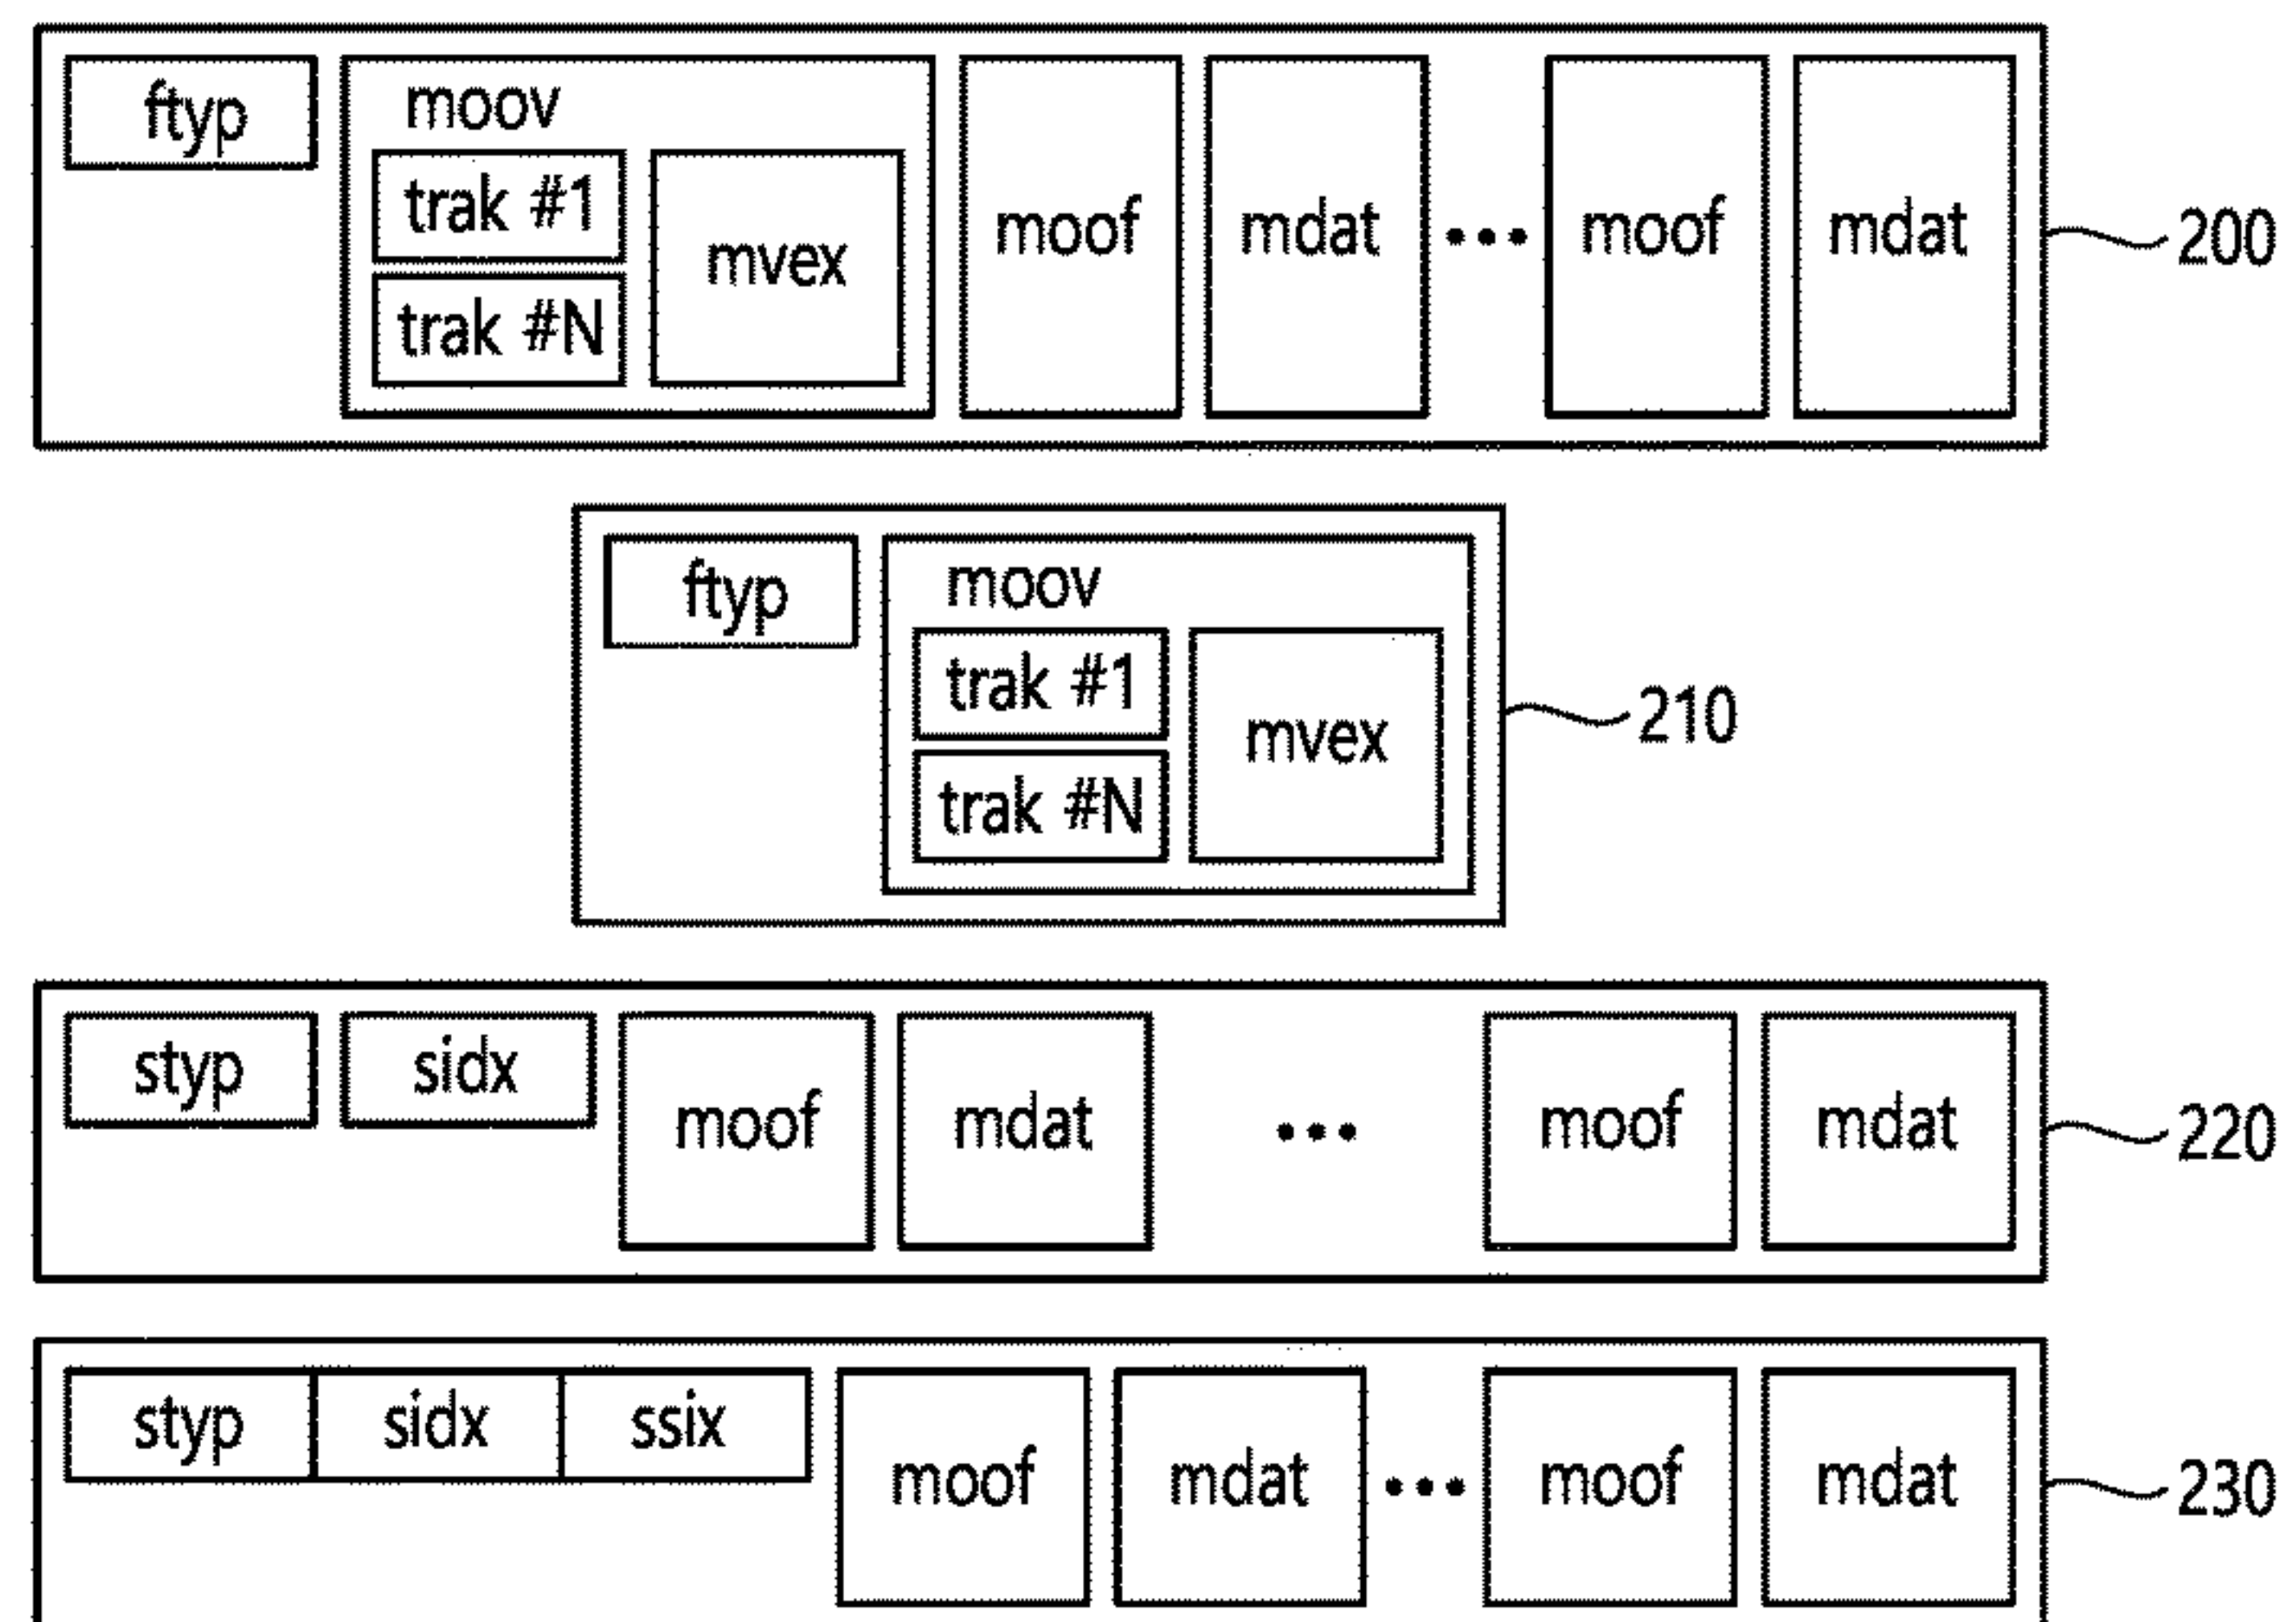 ftyp
moov
trak #1
trak #N
mvex
moof
mdat
•••
moof
mdat
200
ftyp
moov
trak #1
trak #N
mvex
210
styp
sidx
moof
mdat
•••
moof
mdat
220
styp
sidx
ssix
moof
mdat
•••
moof
mdat
230